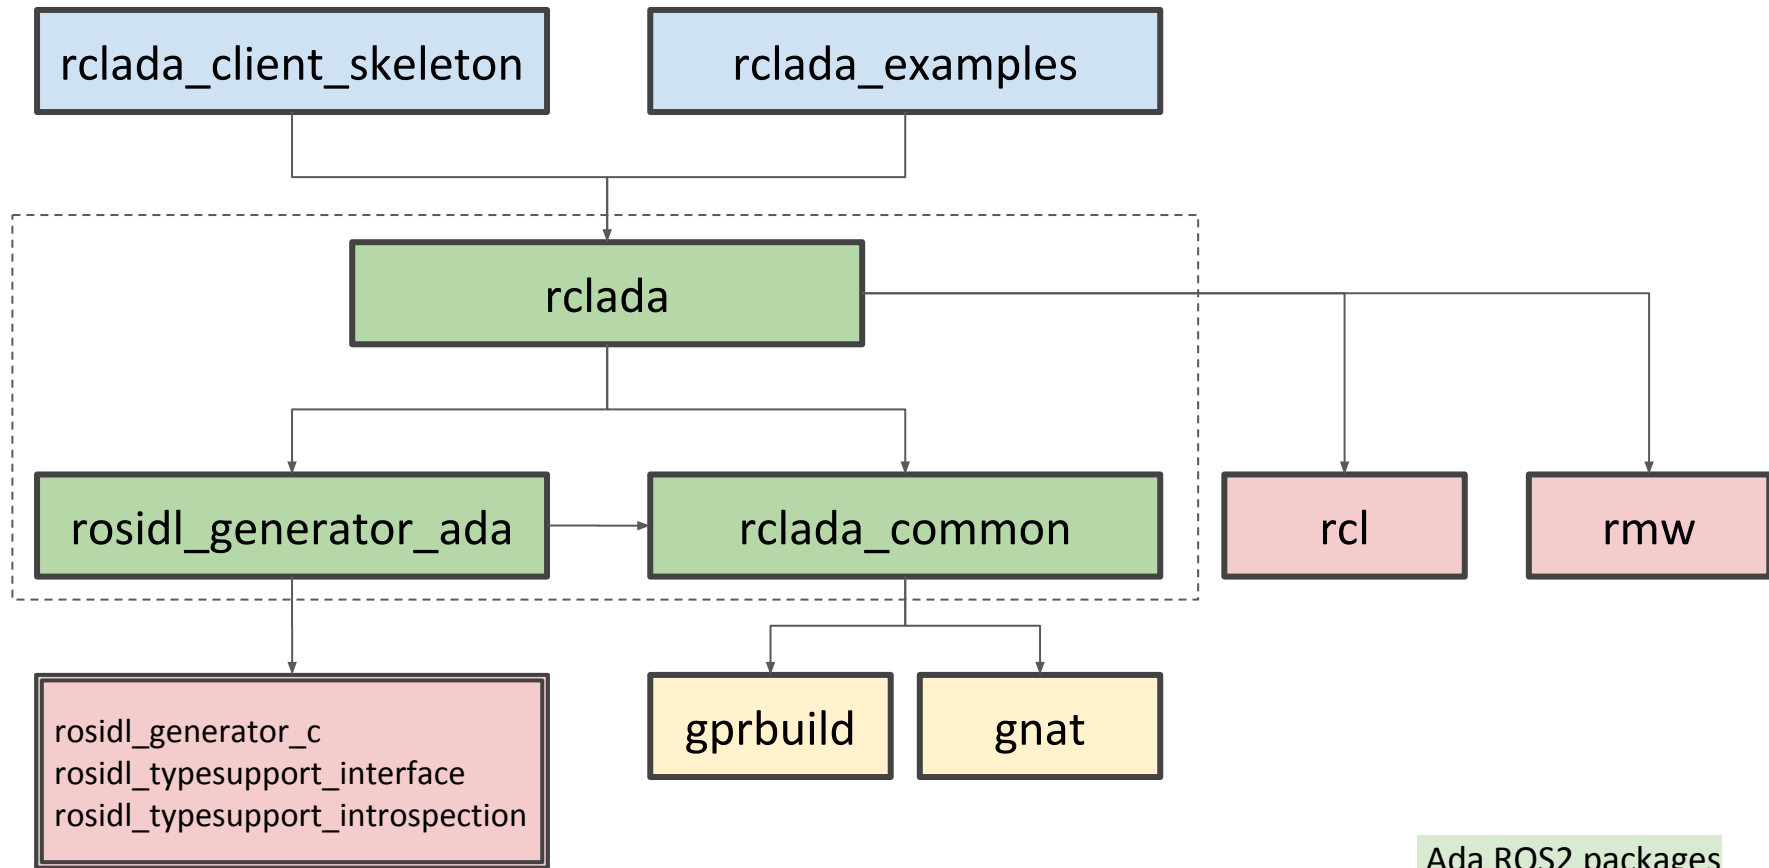 rclada_client_skeleton
rclada_examples
rclada
rosidl_generator_ada
rclada_common
rcl
rmw
rosidl_generator_c
rosidl_typesupport_interface
rosidl_typesupport_introspection
gprbuild
gnat
Ada ROS2 packages